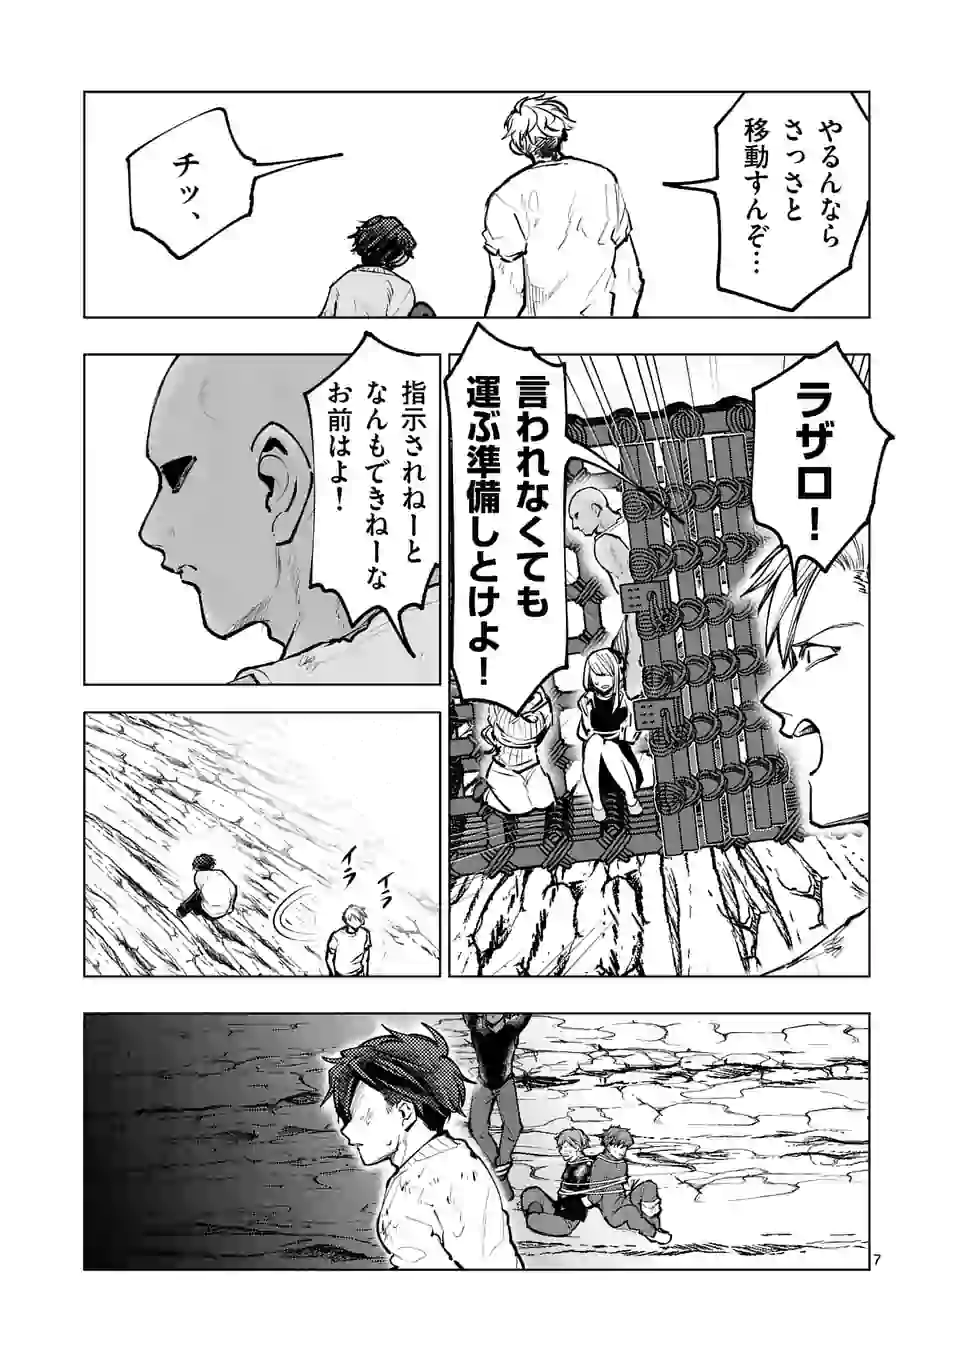 やるんなら
さっさと
移動すんぞ…
チッ、
ラザロ！
言われなくても
運ぶ準備しとけよ！
指示されねーと
なんもできねーな
お前はよ！
イラ
イラ
7